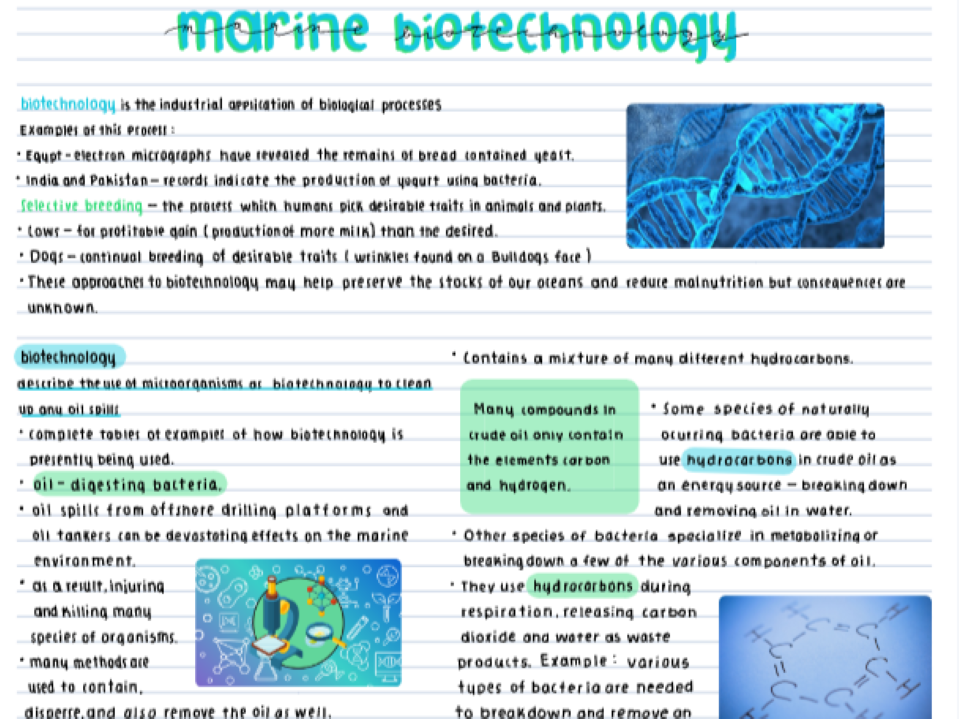 marine biotechnology
marine biotechnology
biotechnology is the industrial application of biological processes
Examples of this process:
• Egypt - electron micrographs have revealed the remains of bread contained yeast.
• India and Pakistan - records indicate the production of yogurt using bacteria.
Selective breeding - the process which humans pick desirable traits in animals and plants.
• Cows - for profitable gain (production of more milk) than the desired.
• Dogs - continual breeding of desirable traits (wrinkles found on a Bulldogs face)
• These approaches to biotechnology may help preserve the stocks of our oceans and reduce malnutrition but consequences are
unknown.
biotechnology
describe the use of microorganisms as biotechnology to clean
up any oil spills
• complete tables of examples of how biotechnology is
presently being used.
• oil-digesting bacteria.
• oil spills from offshore drilling platforms and
oil tankers can be devastating effects on the marine
environment.
• as a result, injuring
and killing many
species of organisms.
• many methods are
used to contain,
disperse, and also remove the oil as well.
• Contains a mixture of many different hydrocarbons.
Many compounds in
crude oil only contain
the elements carbon
and hydrogen.
• Some species of naturally
ocurring bacteria are able to
use hydrocarbons in crude oil as
an energy source - breaking down
and removing oil in water.
• Other species of bacteria specialize in metabolizing or
breaking down a few of the various components of oil.
• They use hydrocarbons during
respiration, releasing carbon
dioxide and water as waste
products. Example: various
types of bacteria are needed
to breakdown and remove an
H C C H
H C C H
C C H